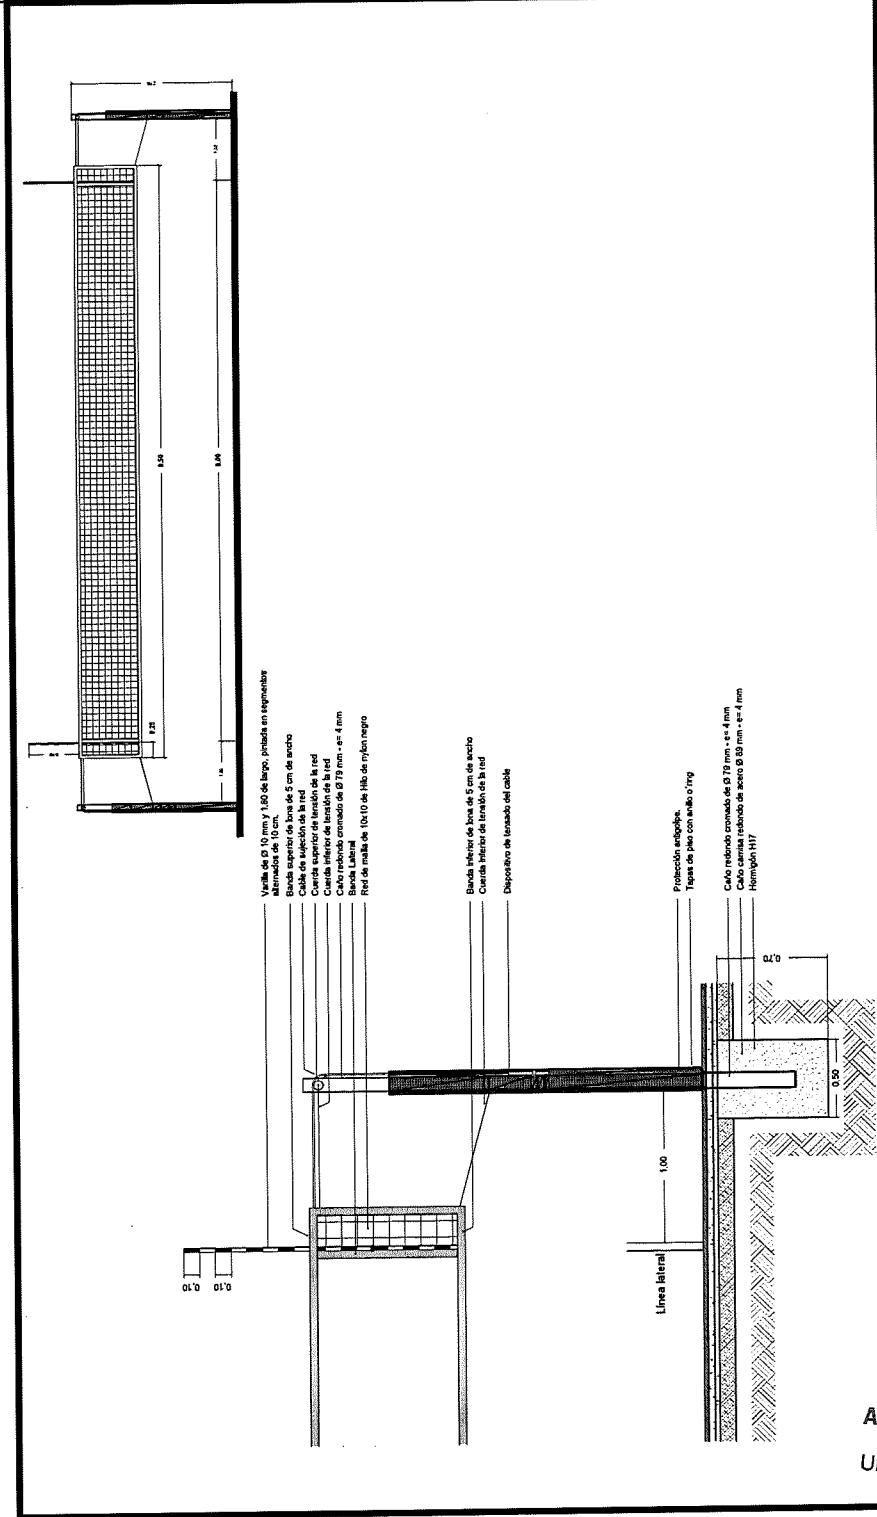 9.50
9.00
0.25
Varilla de Ø 10 mm y 1,80 de largo, pintada en segmentos
alternados de 10 cm.
Banda superior de lona de 5 cm de ancho
Cable de sujeción de la red
Cuerda superior de tensión de la red
Cuerda inferior de tensión de la red
Caño redondo cromado de Ø 79 mm - e= 4 mm
Banda Lateral
Red de malla de 10x10 de Hilo de nylon negro
Banda inferior de lona de 5 cm de ancho
Cuerda inferior de tensión de la red
Dispositivo de tensado del cable
Protección antigolpe.
Tapas de piso con anillo o'ring
Caño redondo cromado de Ø 79 mm - e= 4 mm
Caño camisa redondo de acero Ø 89 mm - e= 4 mm
Hormigón H17
0,10
0,10
1,00
Línea lateral
0,70
0,50
A